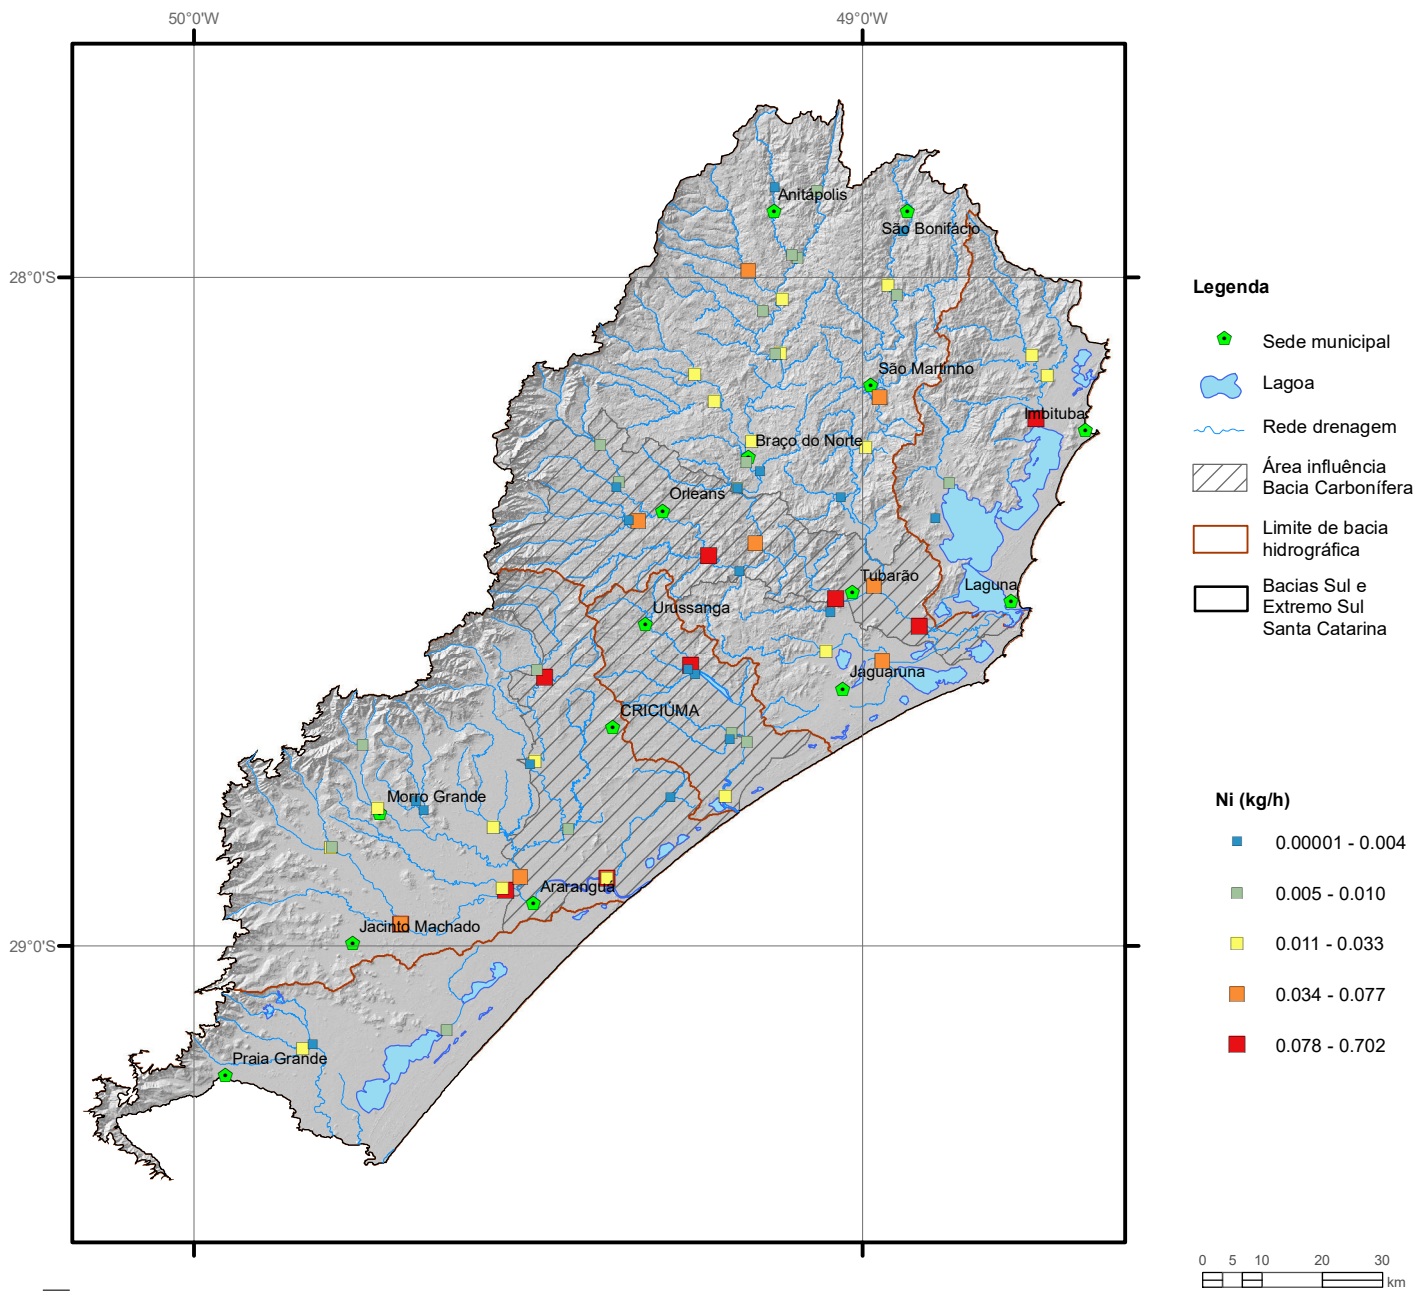 50°0'W
49°0'W
Anitápolis
São Bonifácio
28°0'S
São Martinho
Imbituba
Braço do Norte
Orleans
Tubarão
Laguna
Urussanga
Jaguaruna
CRICIÚMA
Morro Grande
Araranguá
Jacinto Machado
29°0'S
Praia Grande
Legenda
Sede municipal
Lagoa
Rede drenagem
Área influência
Bacia Carbonífera
Limite de bacia
hidrográfica
Bacias Sul e
Extremo Sul
Santa Catarina
Ni (kg/h)
0.00001 - 0.004
0.005 - 0.010
0.011 - 0.033
0.034 - 0.077
0.078 - 0.702
0 5 10 20 30
km